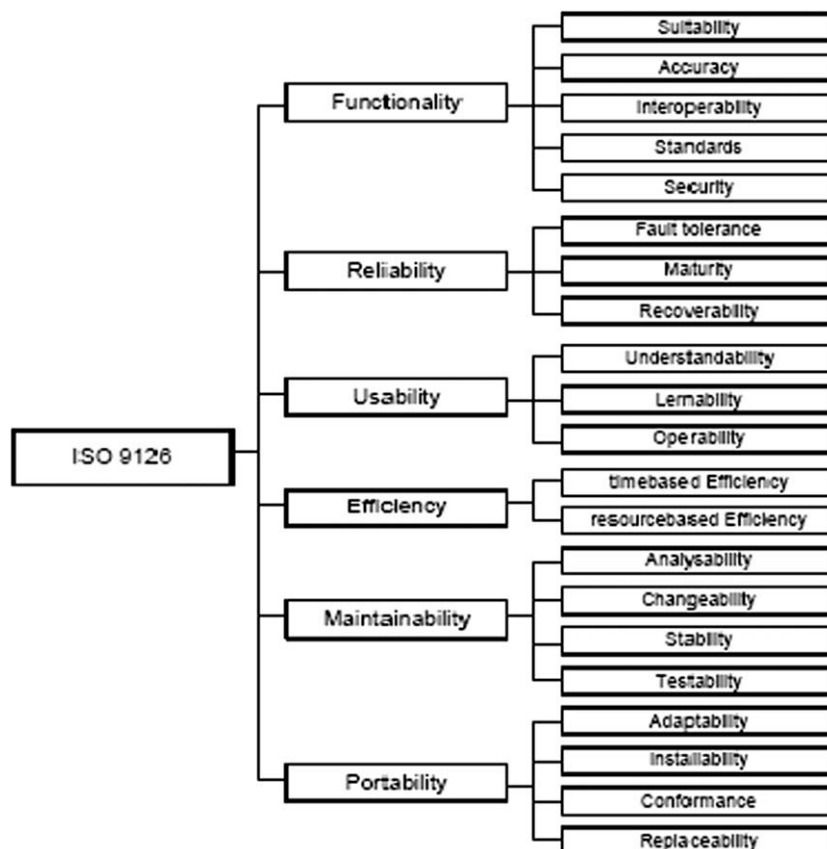 ISO 9126
Functionality
Suitability
Accuracy
Interoperability
Standards
Security
Reliability
Fault tolerance
Maturity
Recoverability
Usability
Understandability
Lernability
Operability
Efficiency
timebased Efficiency
resourcebased Efficiency
Maintainability
Analysability
Changeability
Stability
Testability
Portability
Adaptability
Installability
Conformance
Replaceability